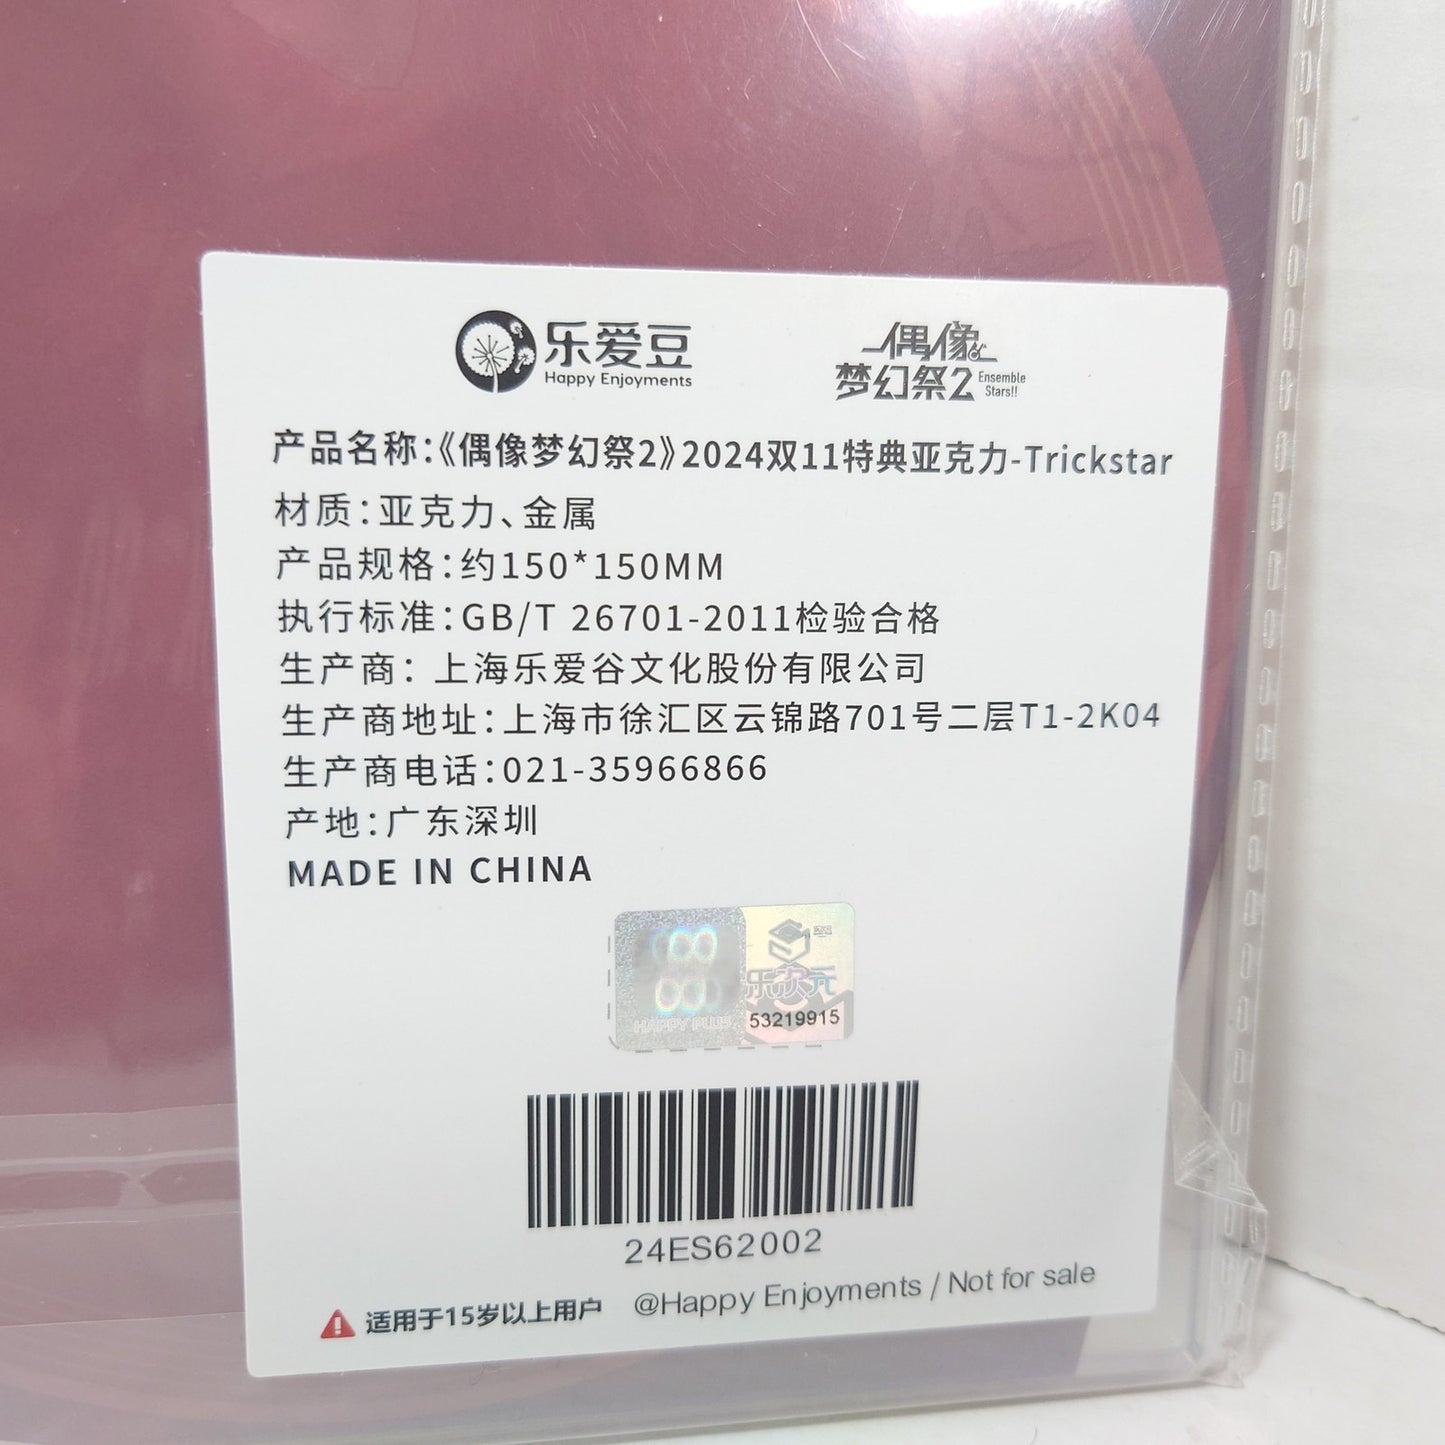 乐爱豆
Happy Enjoyments
偶像
梦幻祭2
Ensemble
Stars!!
产品名称:《偶像梦幻祭2》2024双11特典亚克力-Trickstar
材质:亚克力、金属
产品规格:约150*150MM
执行标准:GB/T 26701-2011检验合格
生产商: 上海乐爱谷文化股份有限公司
生产商地址:上海市徐汇区云锦路701号二层T1-2K04
生产商电话:021-35966866
产地:广东深圳
MADE IN CHINA
HAPPY PLUS
乐次元
53219915
24ES62002
适用于15岁以上用户
@Happy Enjoyments / Not for sale